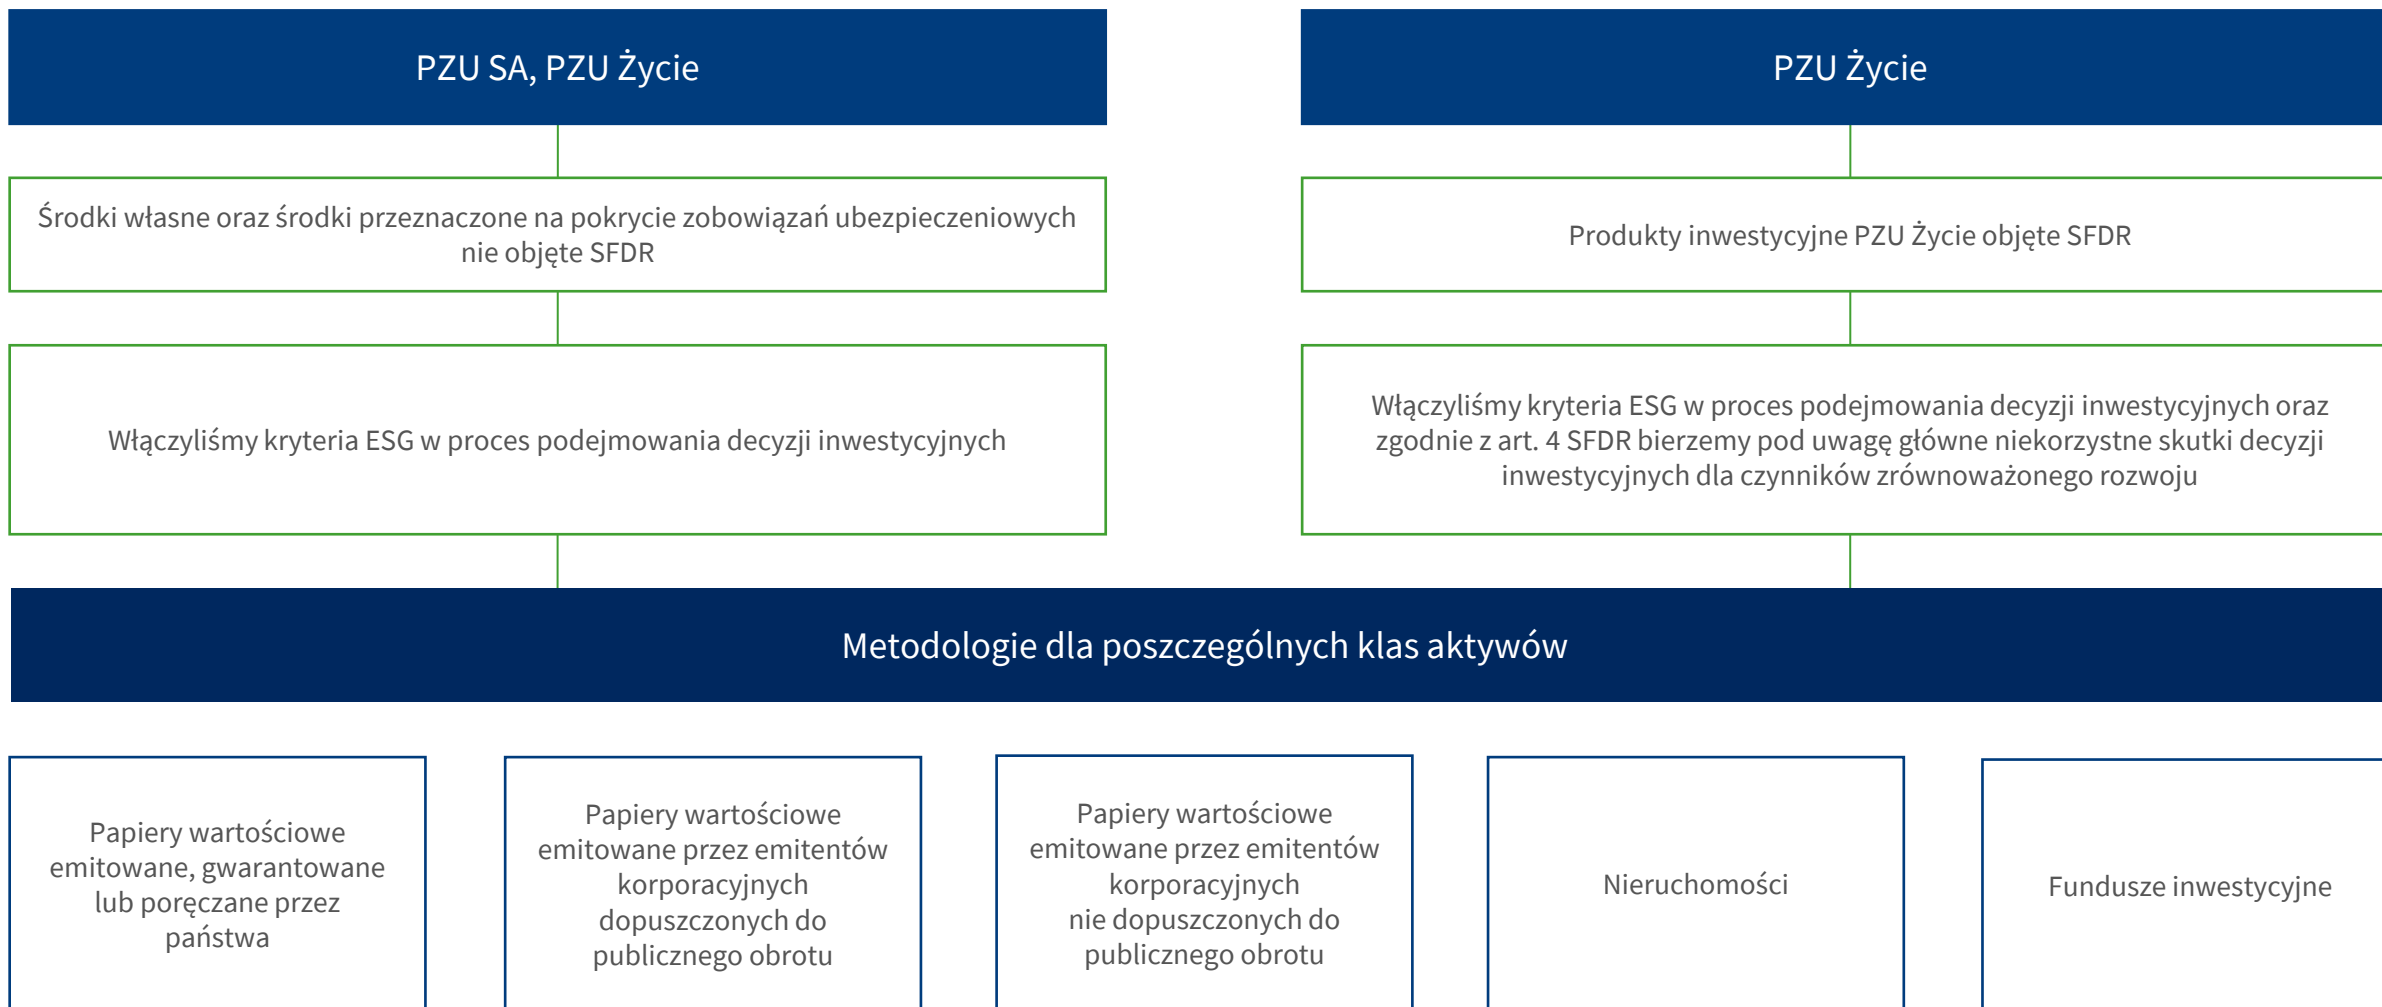 PZU SA, PZU Życie
PZU Życie
Środki własne oraz środki przeznaczone na pokrycie zobowiązań ubezpieczeniowych
nie objęte SFDR
Produkty inwestycyjne PZU Życie objęte SFDR
Włączyliśmy kryteria ESG w proces podejmowania decyzji inwestycyjnych
Włączyliśmy kryteria ESG w proces podejmowania decyzji inwestycyjnych oraz
zgodnie z art. 4 SFDR bierzemy pod uwagę główne niekorzystne skutki decyzji
inwestycyjnych dla czynników zrównoważonego rozwoju
Metodologie dla poszczególnych klas aktywów
Papiery wartościowe
emitowane, gwarantowane
lub poręczane przez
państwa
Papiery wartościowe
emitowane przez emitentów
korporacyjnych
dopuszczonych do
publicznego obrotu
Papiery wartościowe
emitowane przez emitentów
korporacyjnych
nie dopuszczonych do
publicznego obrotu
Nieruchomości
Fundusze inwestycyjne